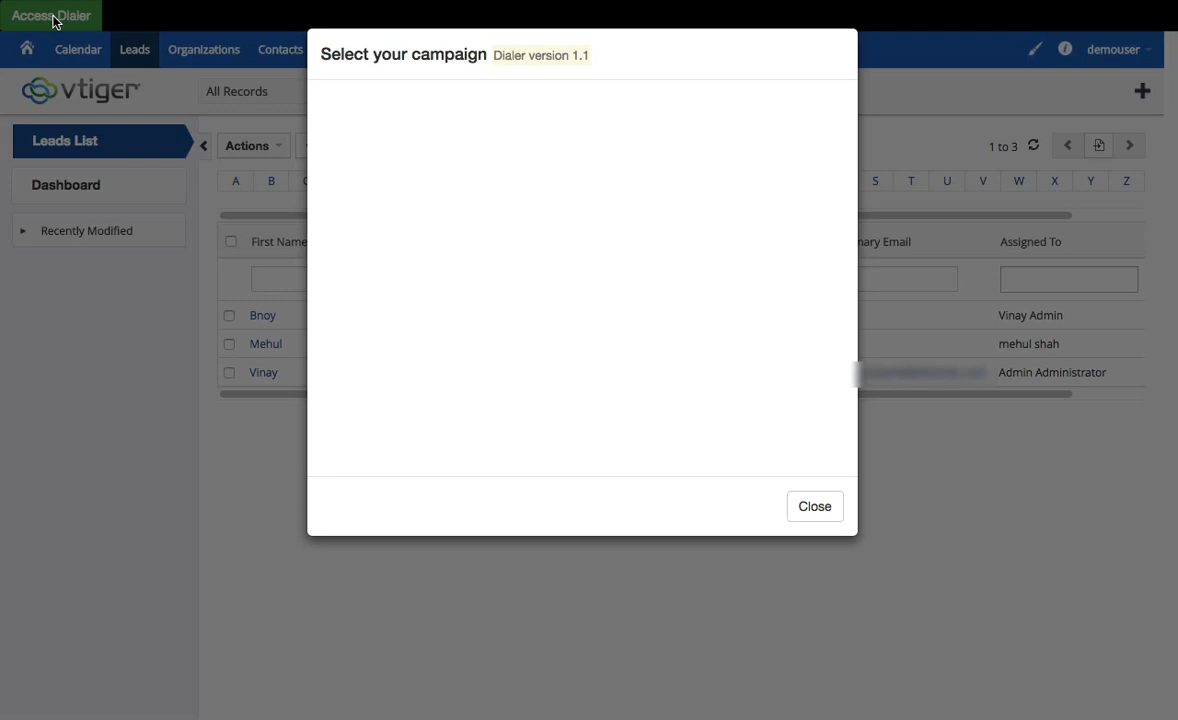 Access Dialer
Calendar Leads Organizations Contacts
demouser
Select your campaign Dialer version 1.1
vtiger
All Records
Leads List
Actions
1 to 3
Dashboard
A B S T U V W X Y Z
Recently Modified
First Name
mary Email Assigned To
Bnoy Vinay Admin
Mehul mehul shah
Vinay Admin Administrator
Close